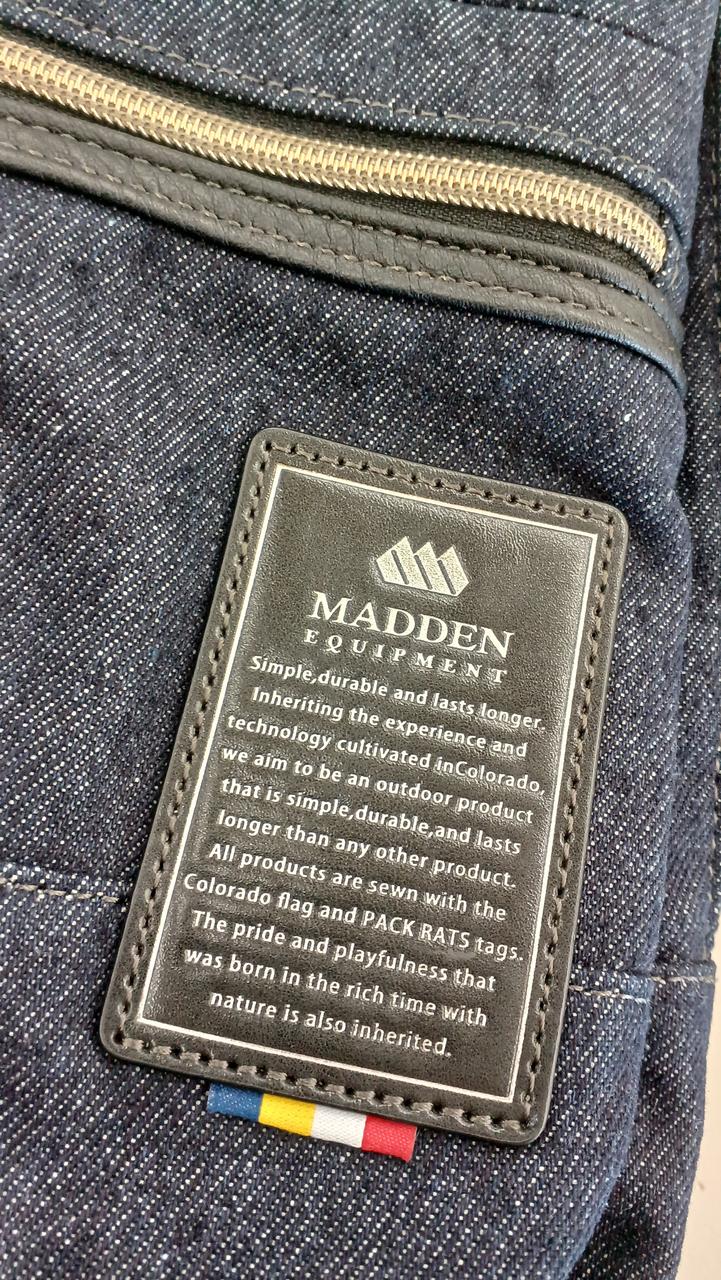 MADDEN
EQUIPMENT
Simple,durable and lasts longer.
Inheriting the experience and
technology cultivated inColorado,
we aim to be an outdoor product
that is simple,durable,and lasts
longer than any other product.
All products are sewn with the
Colorado flag and PACK RATS tags.
The pride and playfulness that
was born in the rich time with
nature is also inherited.